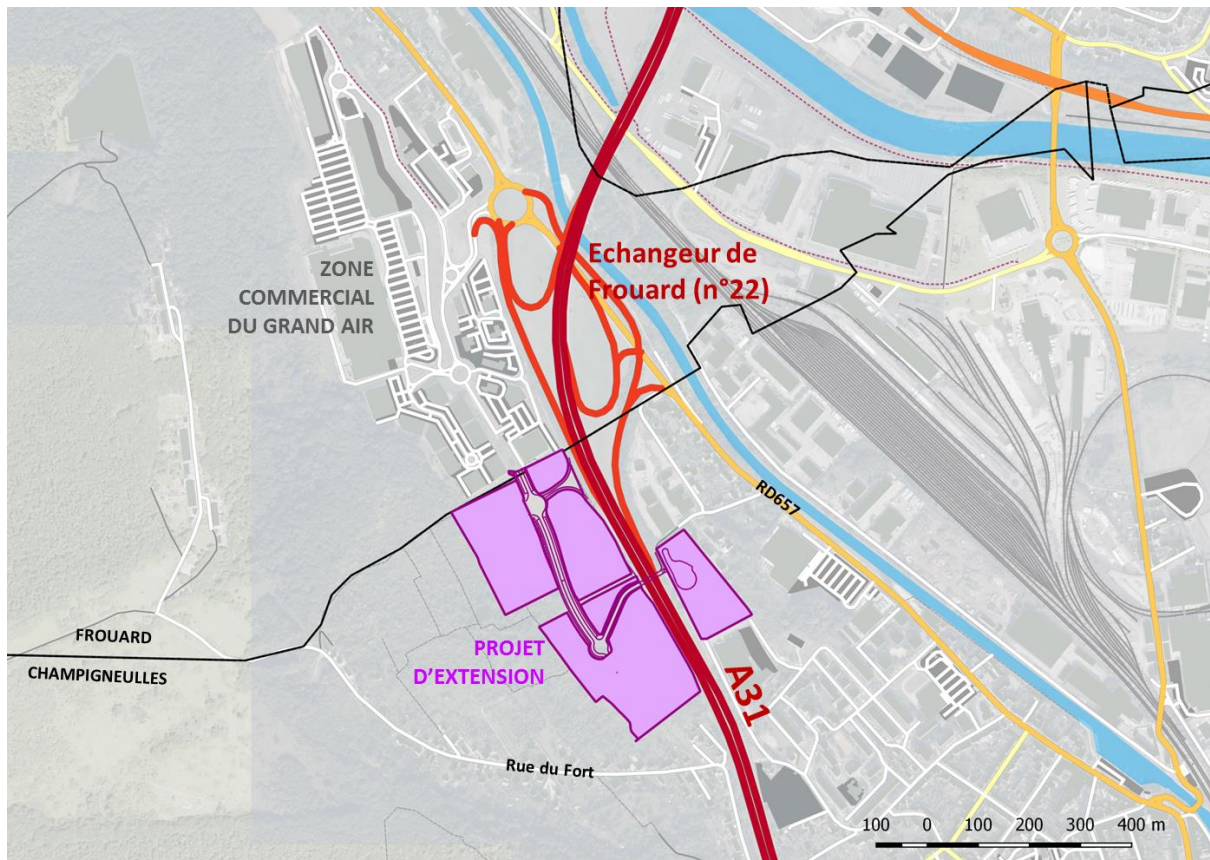 Echangeur de
Frouard (n°22)
ZONE
COMMERCIAL
DU GRAND AIR
RD657
FROUARD
CHAMPIGNEULLES
PROJET
D'EXTENSION
A31
Rue du Fort
100 0 100 200 300 400 m